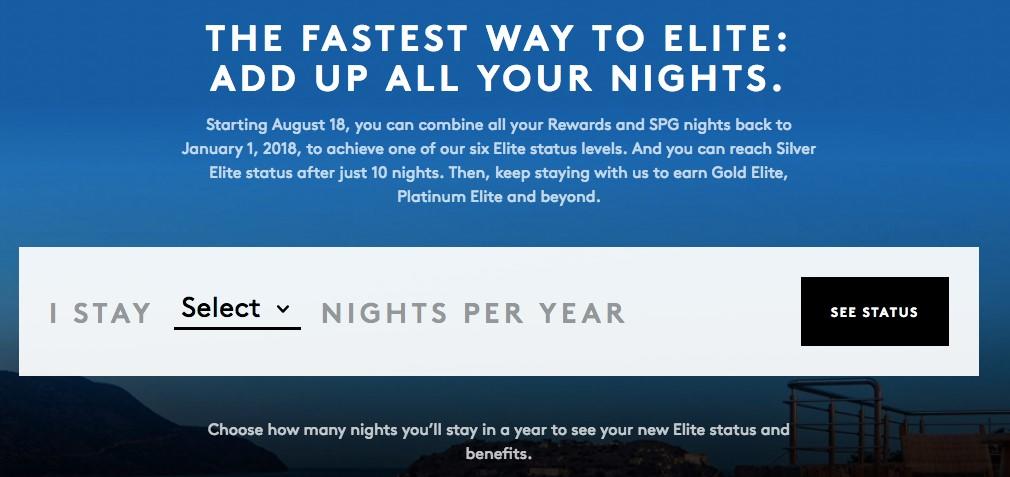 THE FASTEST WAY TO ELITE:
ADD UP ALL YOUR NIGHTS.
Starting August 18, you can combine all your Rewards and SPG nights back to
January 1, 2018, to achieve one of our six Elite status levels. And you can reach Silver
Elite status after just 10 nights. Then, keep staying with us to earn Gold Elite,
Platinum Elite and beyond.
I STAY Select NIGHTS PER YEAR SEE STATUS
Choose how many nights you’ll stay in a year to see your new Elite status and
benefits.